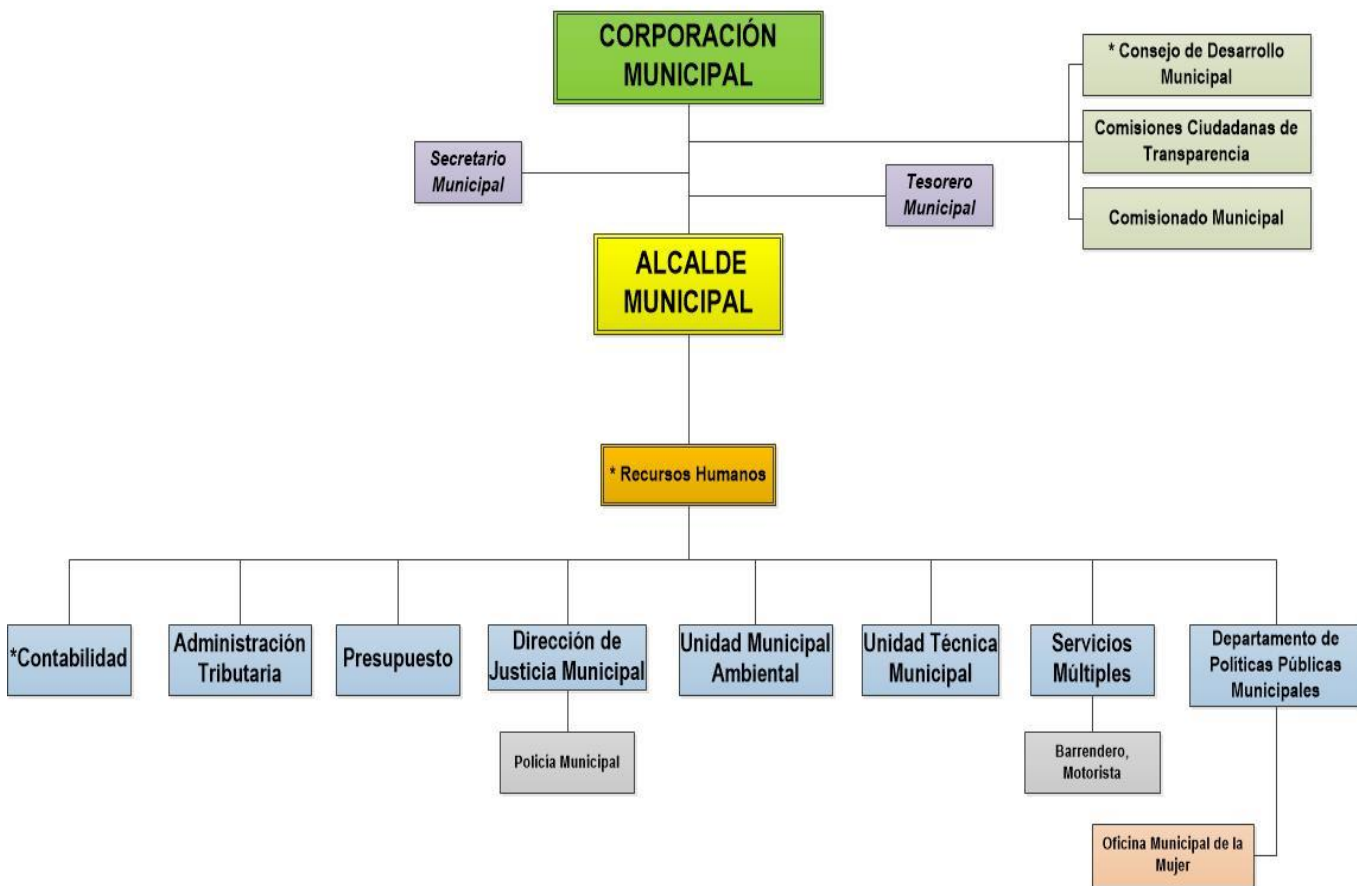 CORPORACIÓN
MUNICIPAL
* Consejo de Desarrollo
Municipal
Comisiones Ciudadanas de
Transparencia
Secretario
Municipal
Tesorero
Municipal
Comisionado Municipal
ALCALDE
MUNICIPAL
* Recursos Humanos
*Contabilidad
Administración
Tributaria
Presupuesto
Dirección de
Justicia Municipal
Unidad Municipal
Ambiental
Unidad Técnica
Municipal
Servicios
Múltiples
Departamento de
Políticas Públicas
Municipales
Policía Municipal
Barrendero,
Motorista
Oficina Municipal de la
Mujer